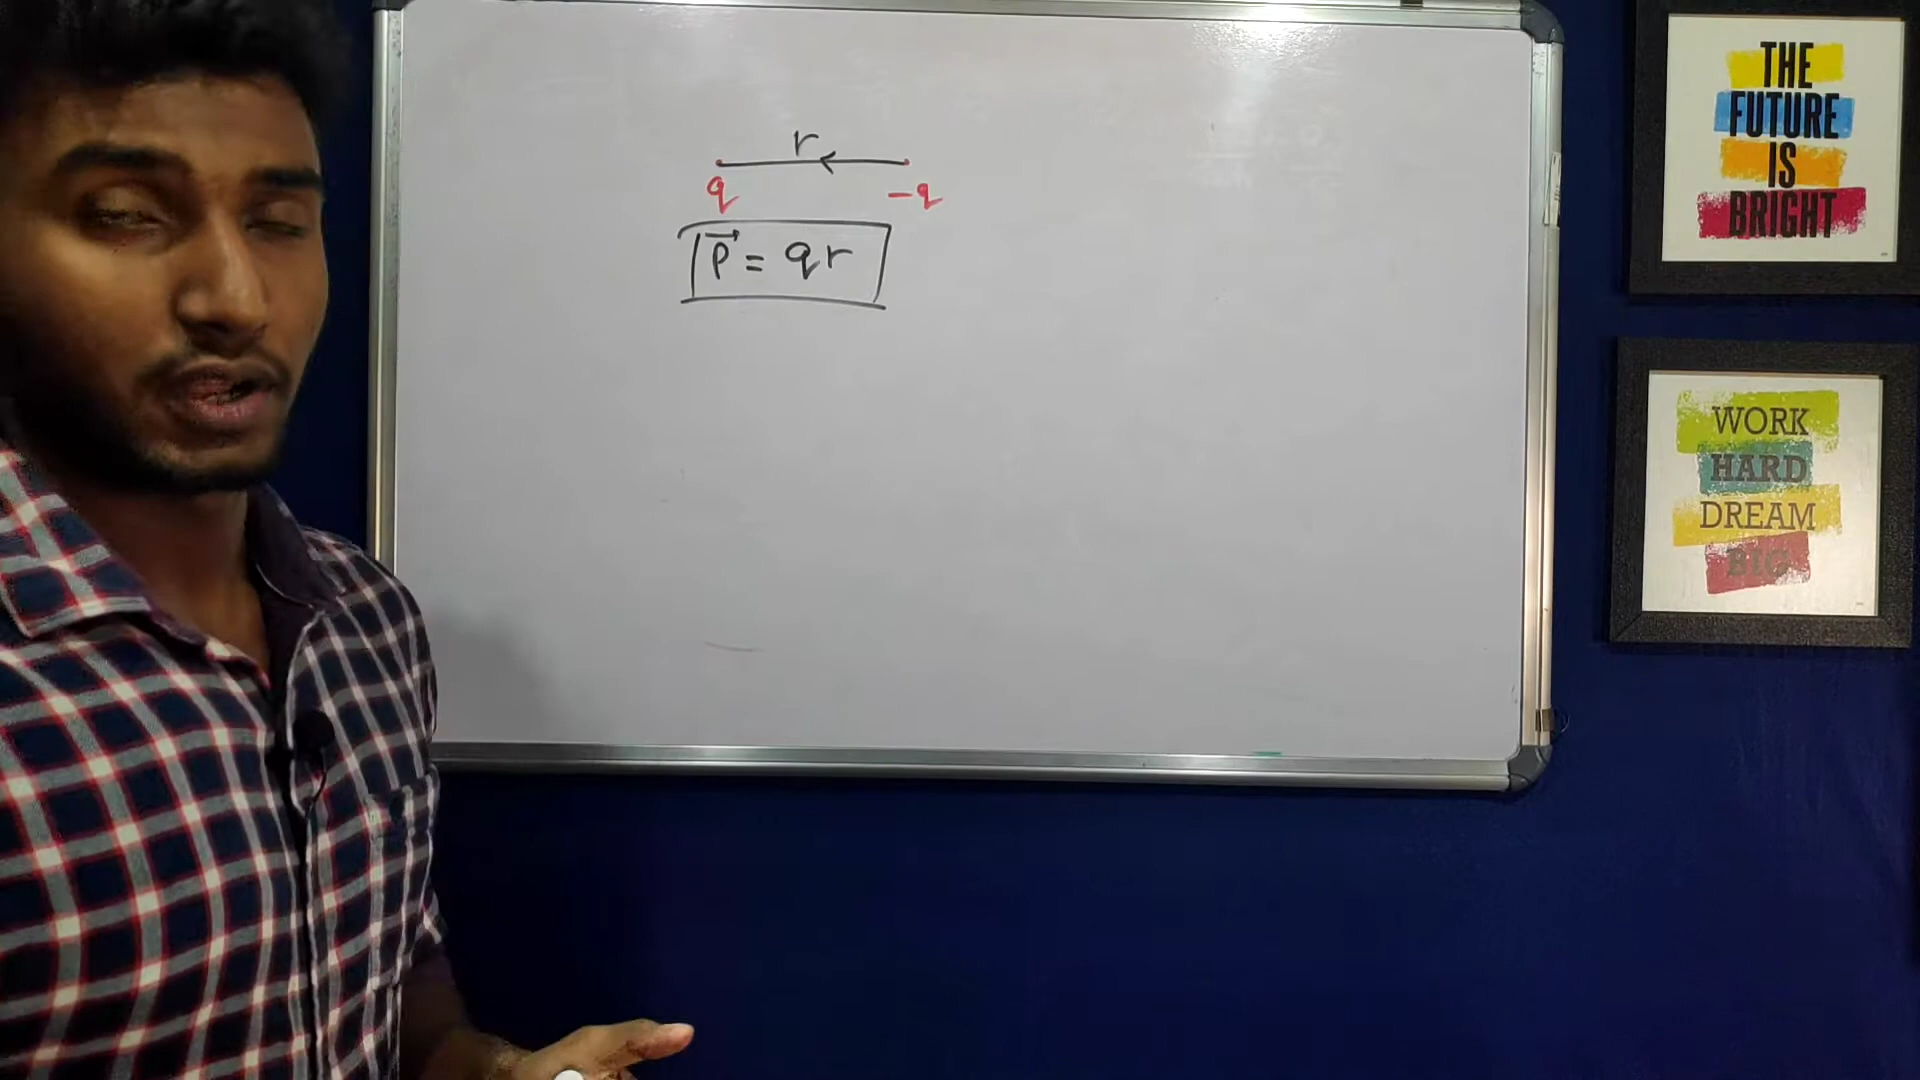 r
q -q
P⃗ = qr
THE
FUTURE
IS
BRIGHT
WORK
HARD
DREAM
BIG